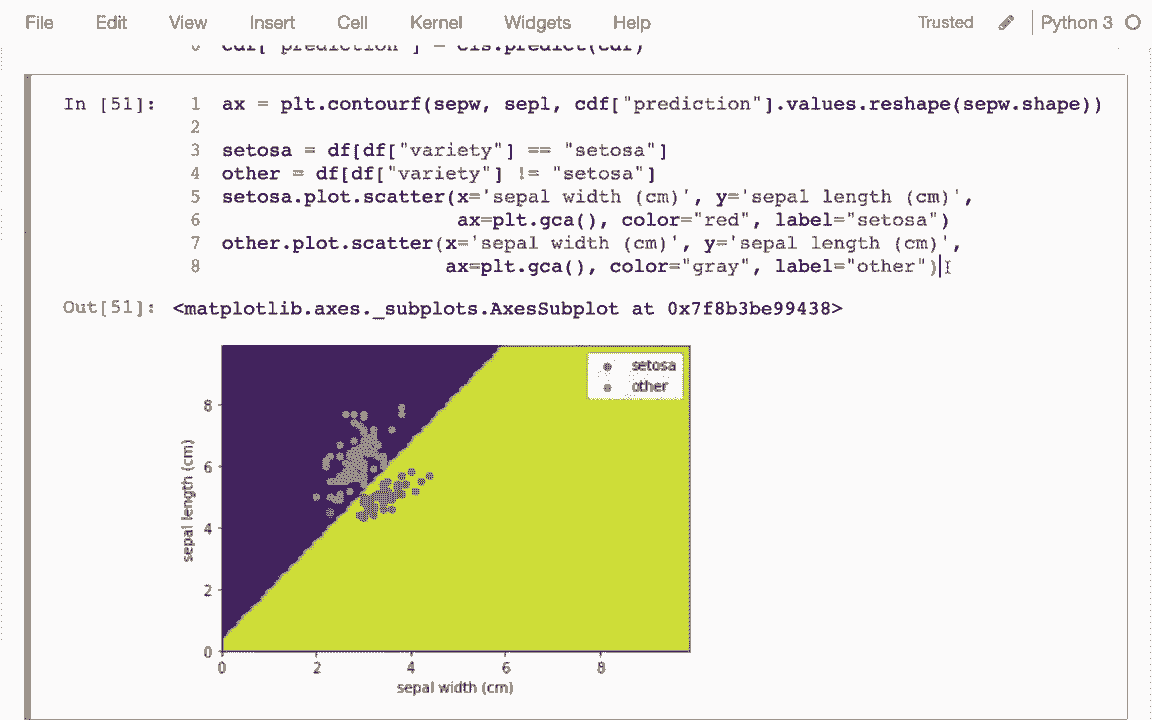 File Edit View Insert Cell Kernel Widgets Help Trusted Python 3
6 cdf["prediction"] = cls.predict(cdf)
In [51]:
1 ax = plt.contourf(sepw, sepl, cdf["prediction"].values.reshape(sepw.shape))
2
3 setosa = df[df["variety"] == "setosa"]
4 other = df[df["variety"] != "setosa"]
5 setosa.plot.scatter(x='sepal width (cm)', y='sepal length (cm)',
6 ax=plt.gca(), color="red", label="setosa")
7 other.plot.scatter(x='sepal width (cm)', y='sepal length (cm)',
8 ax=plt.gca(), color="gray", label="other")
Out[51]: <matplotlib.axes._subplots.AxesSubplot at 0x7f8b3be99438>
setosa
other
8
6
4
2
0
sepal length (cm)
0 2 4 6 8
sepal width (cm)